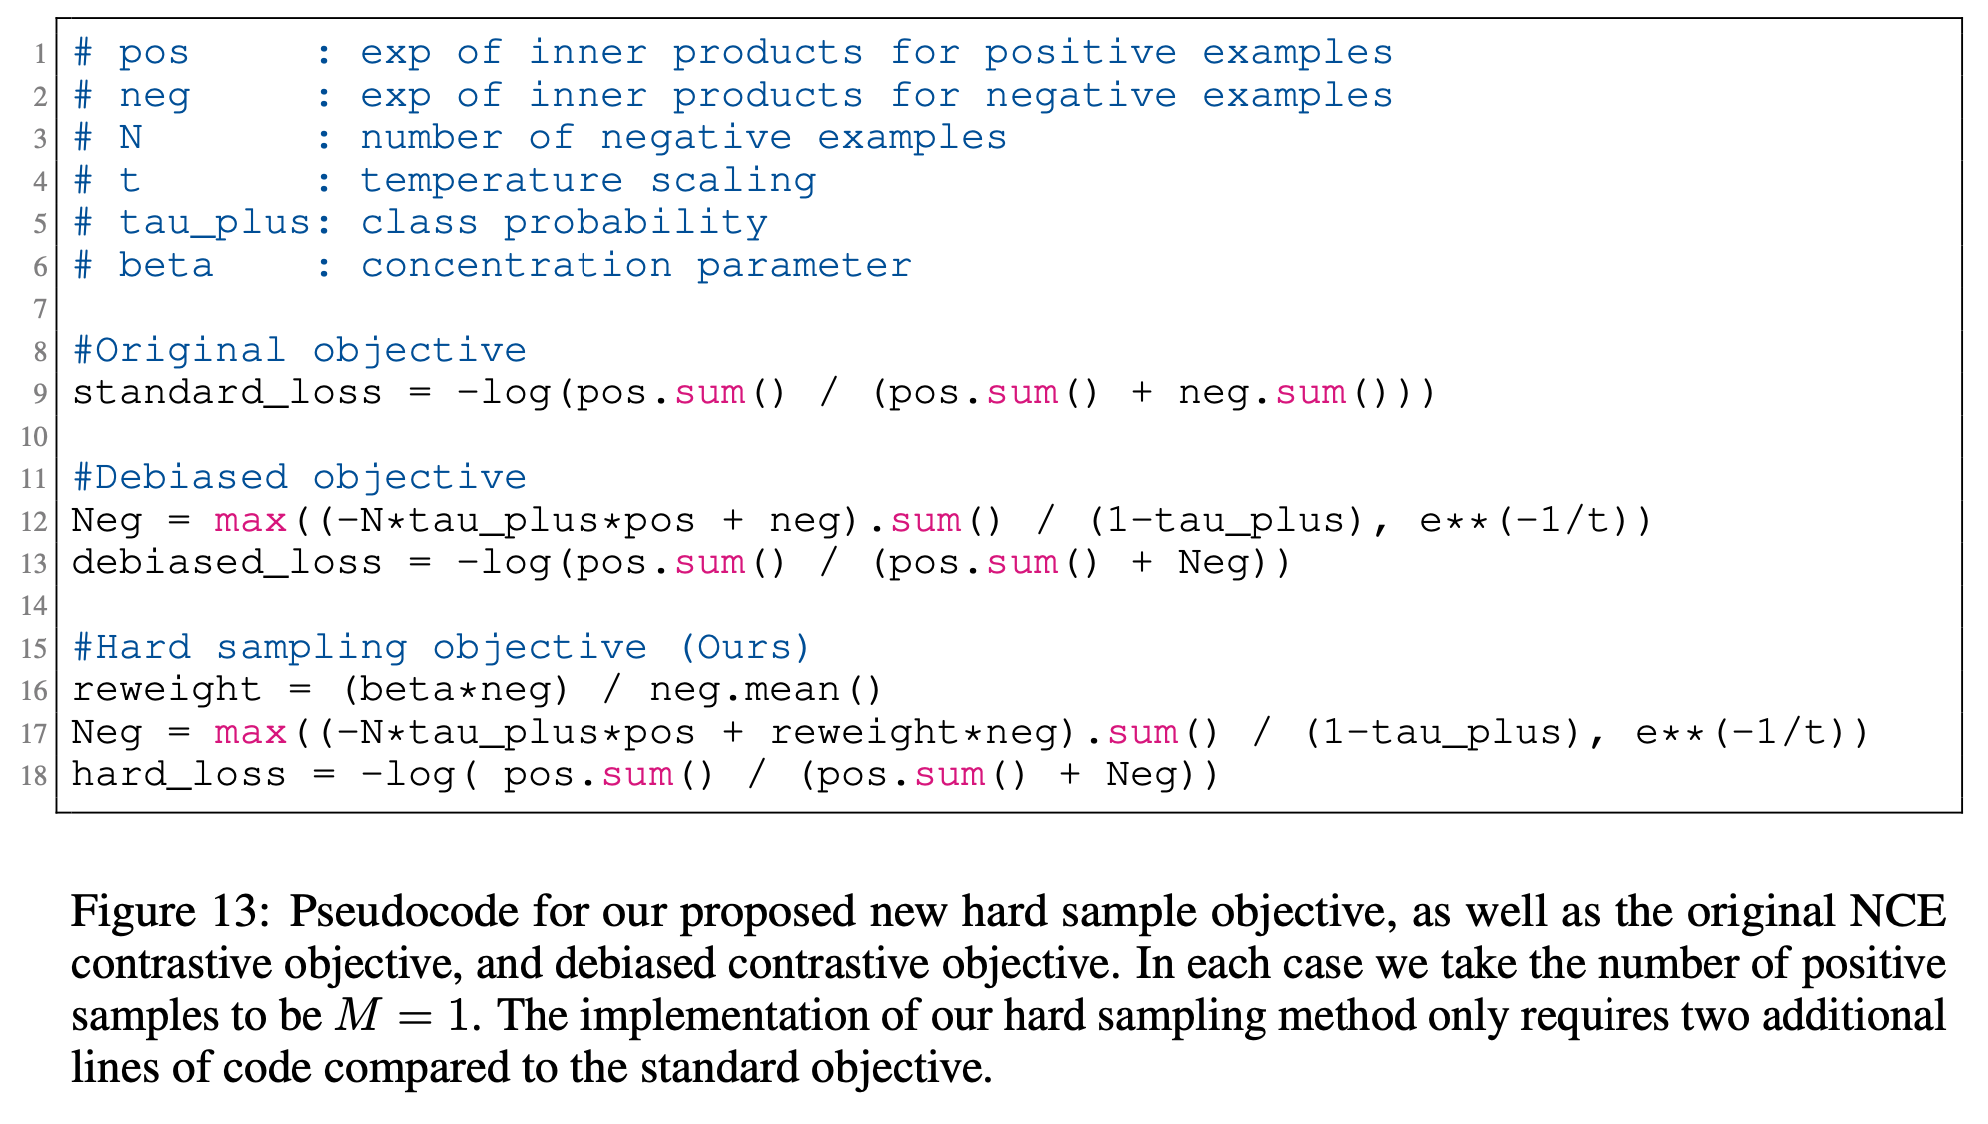 1 # pos     : exp of inner products for positive examples
2 # neg     : exp of inner products for negative examples
3 # N       : number of negative examples
4 # t       : temperature scaling
5 # tau_plus: class probability
6 # beta    : concentration parameter
7
8 #Original objective
9 standard_loss = -log(pos.sum() / (pos.sum() + neg.sum()))
10
11 #Debiased objective
12 Neg = max((-N*tau_plus*pos + neg).sum() / (1-tau_plus), e**(-1/t))
13 debiased_loss = -log(pos.sum() / (pos.sum() + Neg))
14
15 #Hard sampling objective (Ours)
16 reweight = (beta*neg) / neg.mean()
17 Neg = max((-N*tau_plus*pos + reweight*neg).sum() / (1-tau_plus), e**(-1/t))
18 hard_loss = -log( pos.sum() / (pos.sum() + Neg))
Figure 13: Pseudocode for our proposed new hard sample objective, as well as the original NCE
contrastive objective, and debiased contrastive objective. In each case we take the number of positive
samples to be M = 1. The implementation of our hard sampling method only requires two additional
lines of code compared to the standard objective.